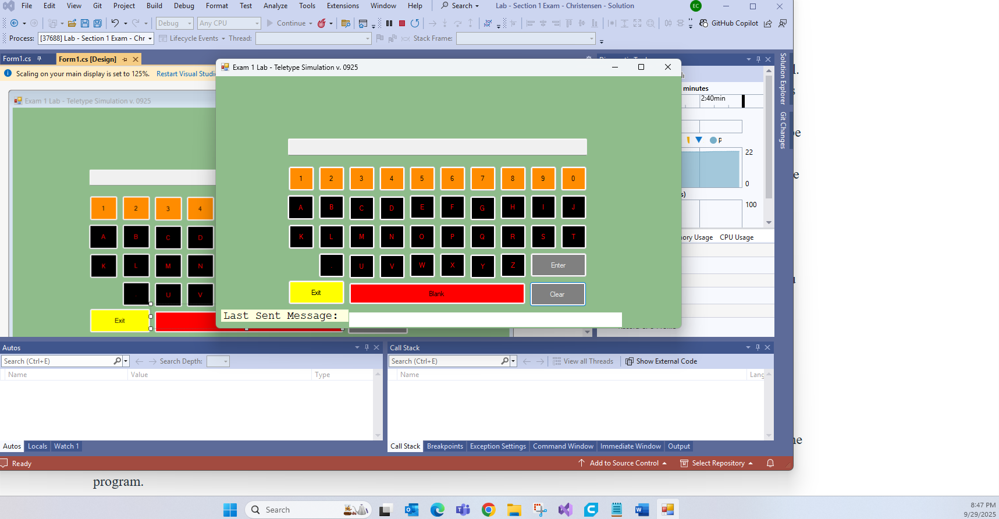 File Edit View Git Project Build Debug Format Test Analyze Tools Extensions Window Help Search Lab - Section 1 Exam - Christensen - Solution EC
Debug Any CPU Continue GitHub Copilot
Process: [37688] Lab - Section 1 Exam - Chr Lifecycle Events Thread: Stack Frame:
Form1.cs Form1.cs [Design]
Scaling on your main display is set to 125%. Restart Visual Studi
Exam 1 Lab - Teletype Simulation v. 0925
1 2 3 4
A B C D
K L M N
. U V
Exit
Exam 1 Lab - Teletype Simulation v. 0925
1 2 3 4 5 6 7 8 9 0
A B C D E F G H I J
K L M N O P Q R S T
. U V W X Y Z Enter
Exit Blank Clear
Last Sent Message:
minutes
2:40min
P
22
0
s)
100
ory Usage CPU Usage
Solution Explorer
Git Changes
Autos
Search (Ctrl+E) Search Depth:
Name Value Type
Autos Locals Watch 1
Call Stack
Search (Ctrl+E) View all Threads Show External Code
Name Lang
Call Stack Breakpoints Exception Settings Command Window Immediate Window Output
Ready Add to Source Control Select Repository
program.
Search
8:47 PM
9/29/2025